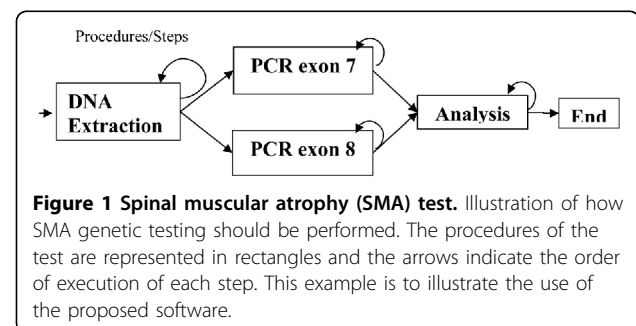 Procedures/Steps
PCR exon 7
DNA
Extraction
PCR exon 8
Analysis
End
Figure 1 Spinal muscular atrophy (SMA) test. Illustration of how
SMA genetic testing should be performed. The procedures of the
test are represented in rectangles and the arrows indicate the order
of execution of each step. This example is to illustrate the use of
the proposed software.